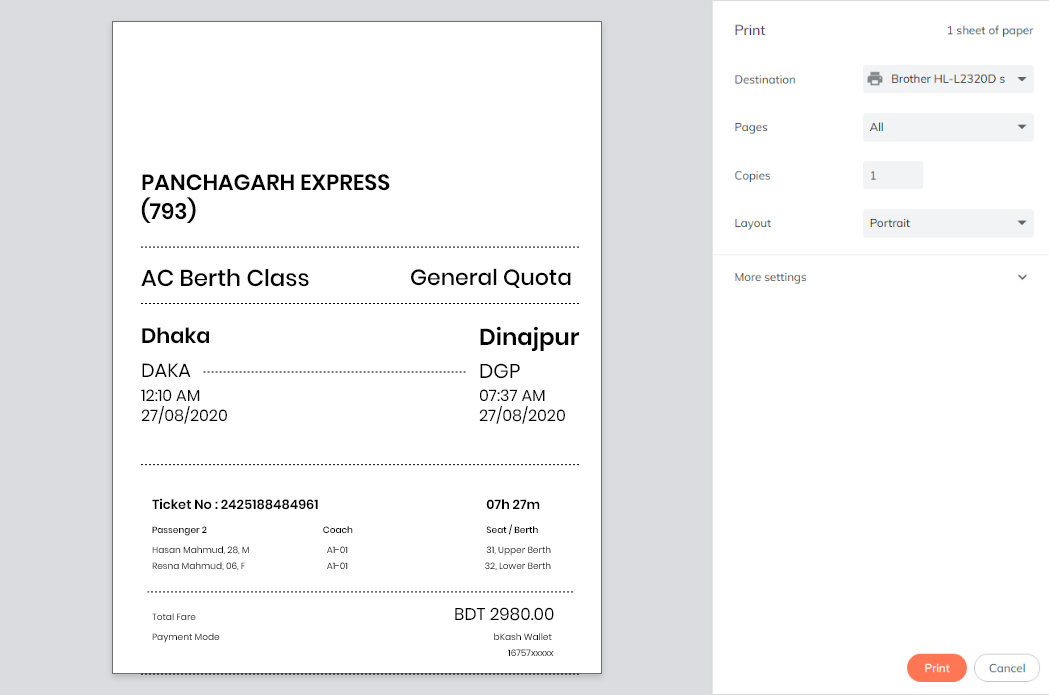 PANCHAGARH EXPRESS
(793)
AC Berth Class General Quota
Dhaka Dinajpur
DAKA DGP
12:10 AM 07:37 AM
27/08/2020 27/08/2020
Ticket No : 2425188484961 07h 27m
Passenger 2 Coach Seat / Berth
Hasan Mahmud, 28, M A1-01 31, Upper Berth
Resna Mahmud, 06, F A1-01 32, Lower Berth
Total Fare BDT 2980.00
Payment Mode bKash Wallet
16757xxxxx
Print 1 sheet of paper
Destination Brother HL-L2320D s
Pages All
Copies 1
Layout Portrait
More settings
Print Cancel